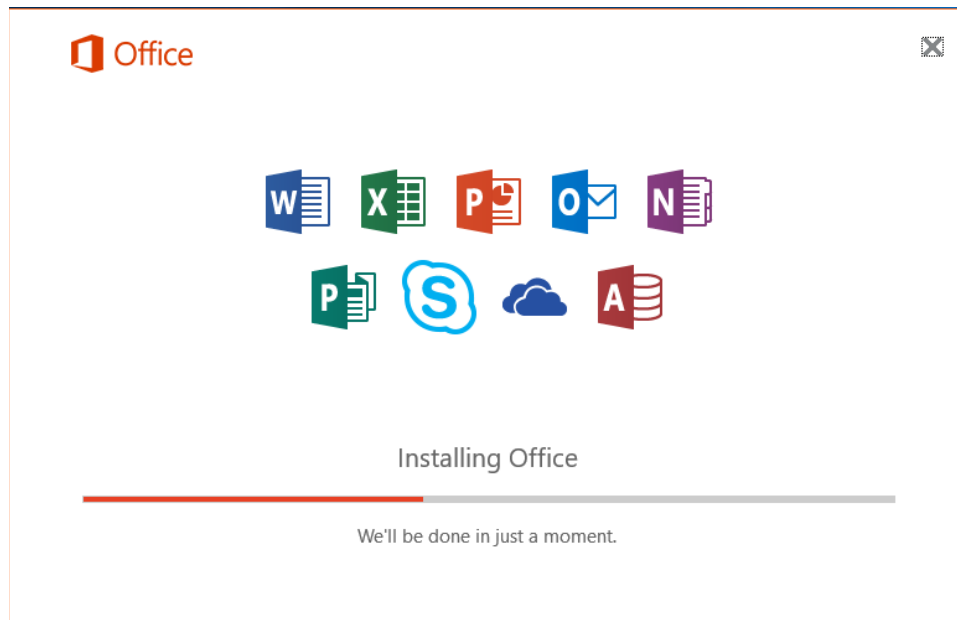 Office
W X P O N
P S A
Installing Office
We'll be done in just a moment.